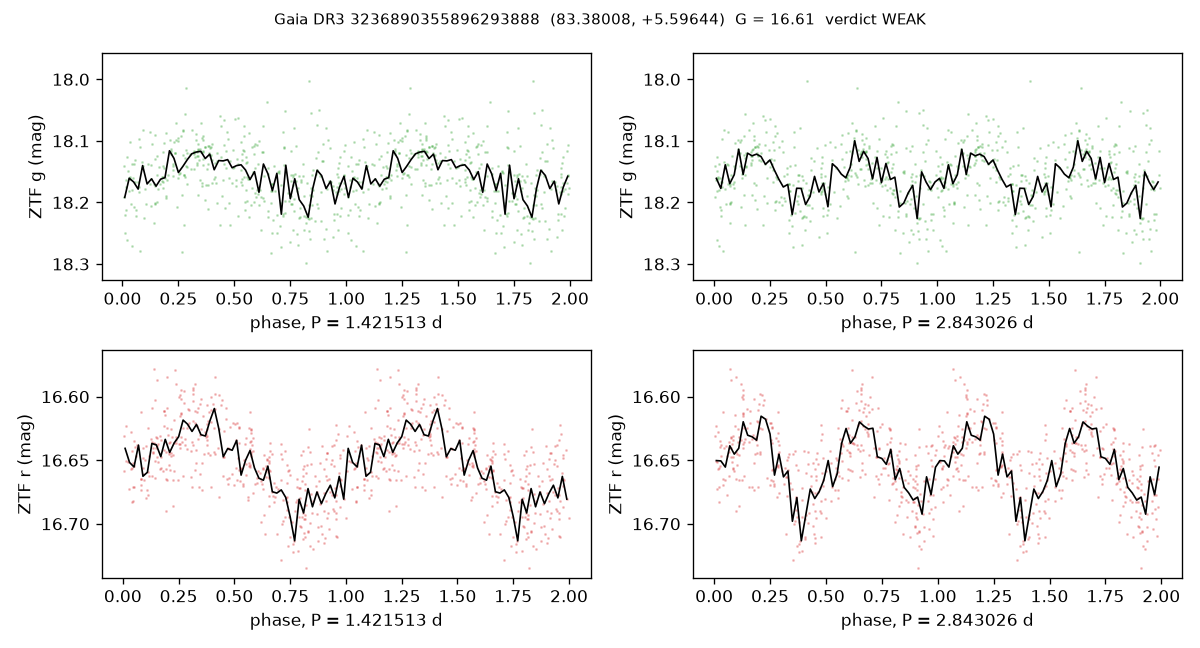 Gaia DR3 3236890355896293888  (83.38008, +5.59644)  G = 16.61  verdict WEAK
ZTF g (mag)
18.0
18.1
18.2
18.3
0.00 0.25 0.50 0.75 1.00 1.25 1.50 1.75 2.00
phase, P = 1.421513 d
ZTF g (mag)
18.0
18.1
18.2
18.3
0.00 0.25 0.50 0.75 1.00 1.25 1.50 1.75 2.00
phase, P = 2.843026 d
ZTF r (mag)
16.60
16.65
16.70
0.00 0.25 0.50 0.75 1.00 1.25 1.50 1.75 2.00
phase, P = 1.421513 d
ZTF r (mag)
16.60
16.65
16.70
0.00 0.25 0.50 0.75 1.00 1.25 1.50 1.75 2.00
phase, P = 2.843026 d